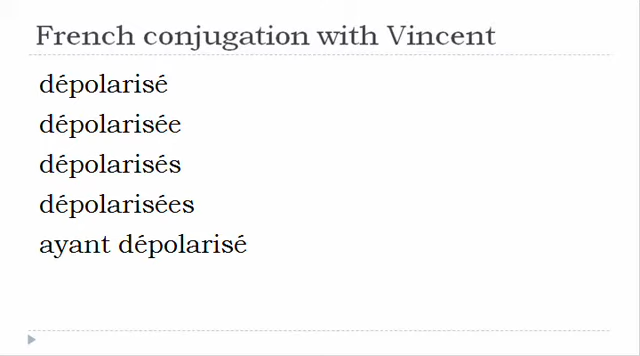 French conjugation with Vincent
dépolarisé
dépolarisée
dépolarisés
dépolarisées
ayant dépolarisé